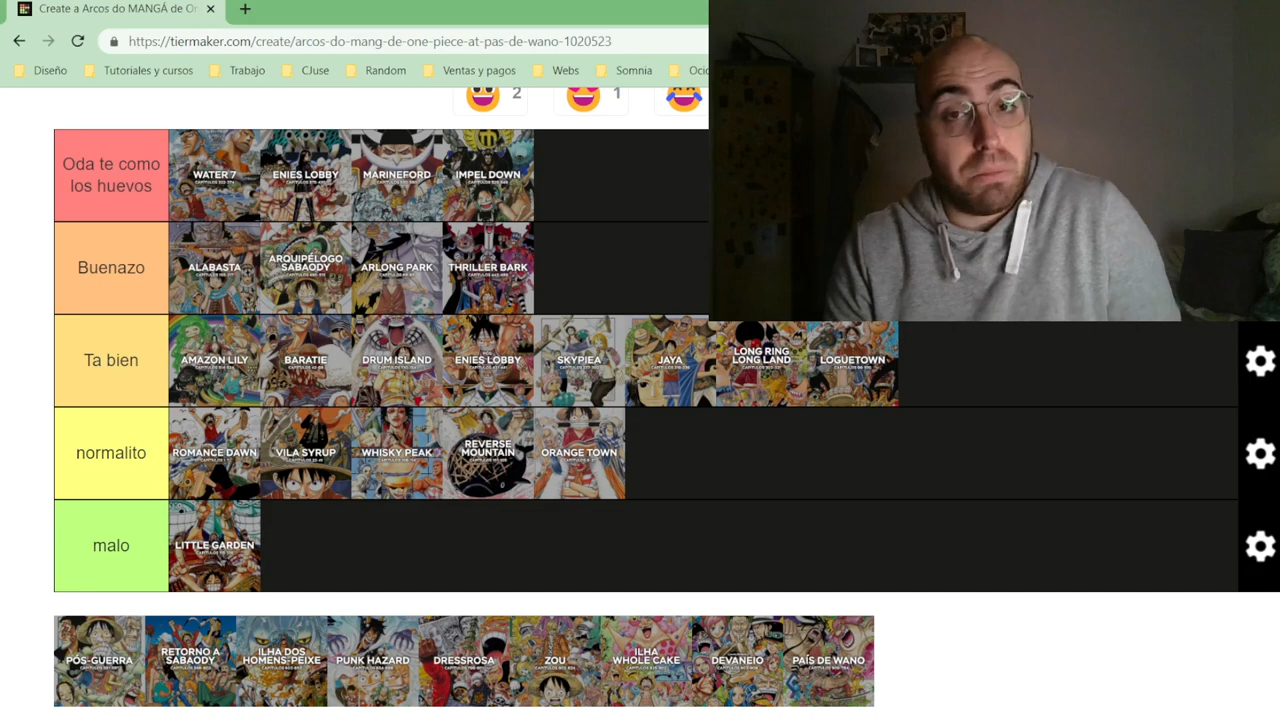 Create a Arcos do MANGÁ de O
https://tiermaker.com/create/arcos-do-mang-de-one-piece-at-pas-de-wano-1020523
Diseño Tutoriales y cursos Trabajo CJuse Random Ventas y pagos Webs Somnia Ocio
2 1
Oda te como
los huevos
WATER 7
ENIES LOBBY
MARINEFORD
IMPEL DOWN
Buenazo
ALABASTA
ARQUIPÉLOGO
SABAODY
ARLONG PARK
THRILLER BARK
Ta bien
AMAZON LILY
BARATIE
DRUM ISLAND
ENIES LOBBY
SKYPIEA
JAYA
LONG RING
LONG LAND
LOGUETOWN
normalito
ROMANCE DAWN
VILA SYRUP
WHISKY PEAK
REVERSE
MOUNTAIN
ORANGE TOWN
malo
LITTLE GARDEN
PÓS-GUERRA
RETORNO A
SABAODY
ILHA DOS
HOMENS-PEIXE
PUNK HAZARD
DRESSROSA
ZOU
ILHA
WHOLE CAKE
DEVANEIO
PAÍS DE WANO